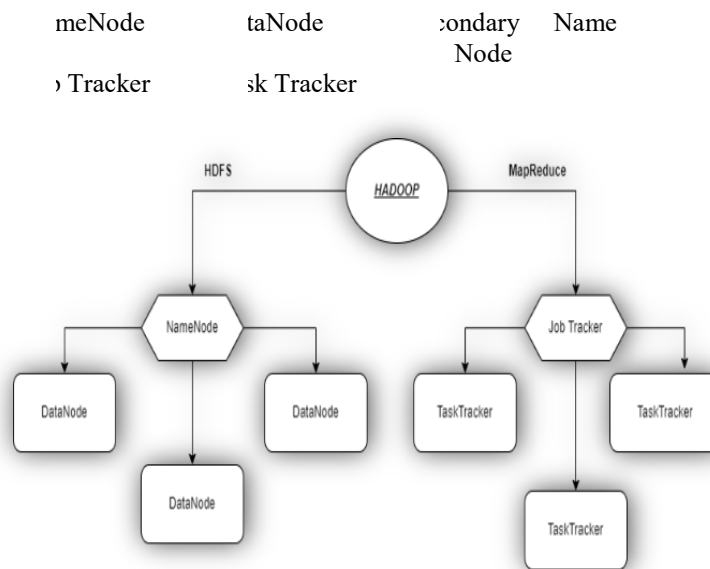 meNode taNode condary Name
Node
Tracker sk Tracker
HDFS MapReduce
HADOOP
NameNode Job Tracker
DataNode DataNode TaskTracker TaskTracker
DataNode
TaskTracker